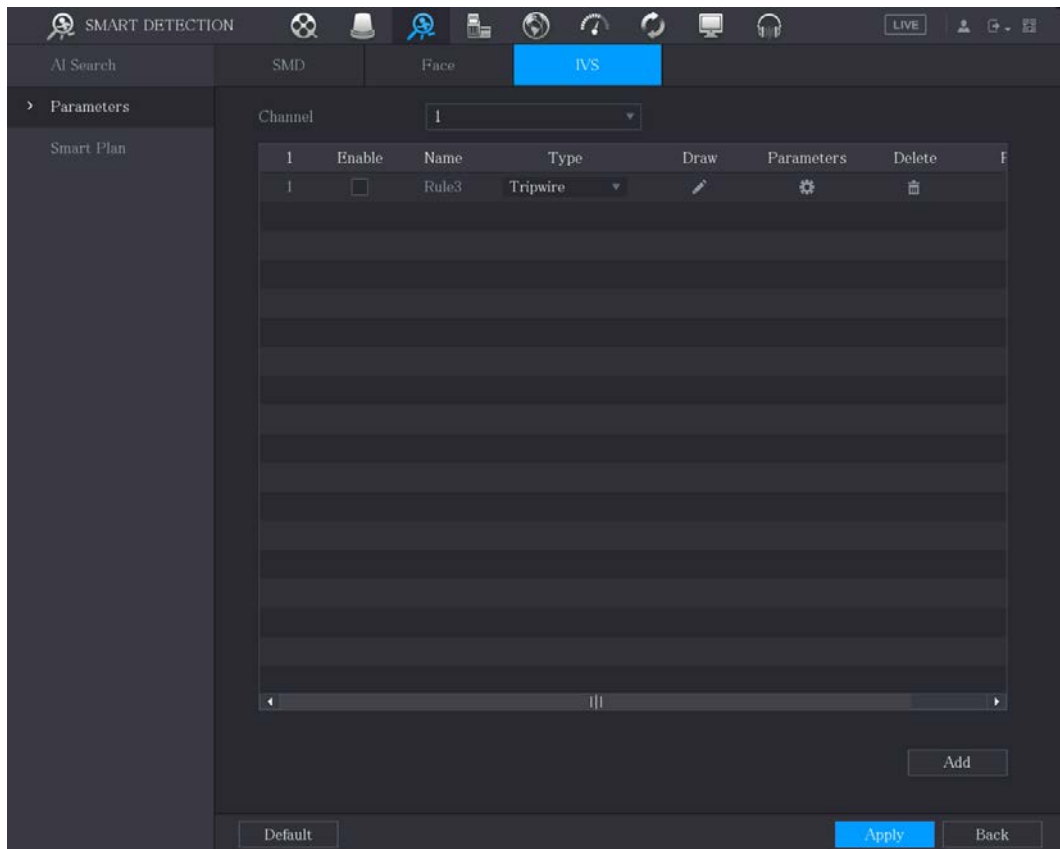 SMART DETECTION LIVE
AI Search SMD Face IVS
Parameters
Channel 1
Smart Plan
1 Enable Name Type Draw Parameters Delete
1 Rule3 Tripwire
Add
Default Apply Back